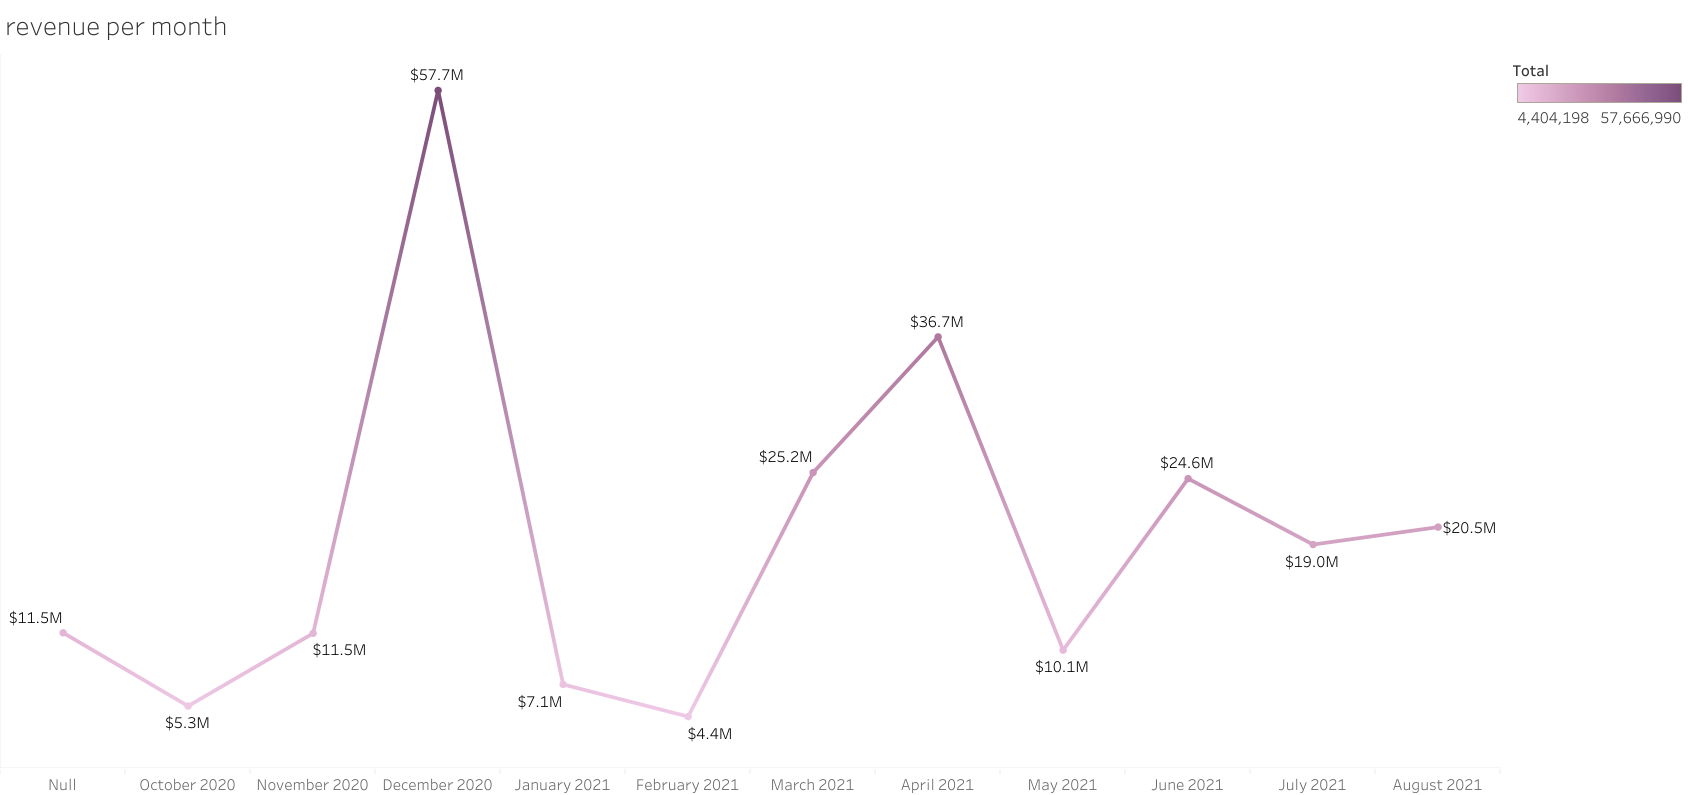 revenue per month
Total
4,404,198 57,666,990
$57.7M
$36.7M
$25.2M
$24.6M
$20.5M
$19.0M
$11.5M
$11.5M
$10.1M
$7.1M
$5.3M
$4.4M
Null October 2020 November 2020 December 2020 January 2021 February 2021 March 2021 April 2021 May 2021 June 2021 July 2021 August 2021